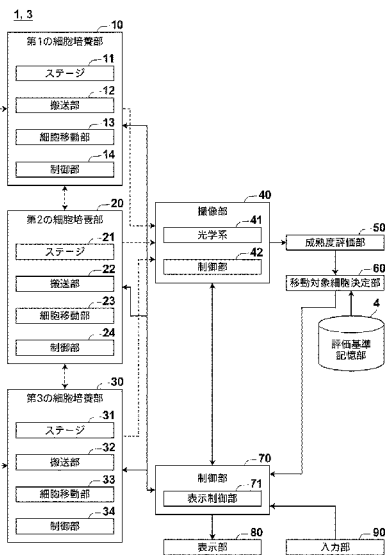 1, 3
10
第1の細胞培養部
11
ステージ
12
搬送部
13
細胞移動部
14
制御部
20
第2の細胞培養部
21
ステージ
22
搬送部
23
細胞移動部
24
制御部
30
第3の細胞培養部
31
ステージ
32
搬送部
33
細胞移動部
34
制御部
40
撮像部
41
光学系
42
制御部
50
成熟度評価部
60
移動対象細胞決定部
4
評価基準
記憶部
70
制御部
71
表示制御部
80
表示部
90
入力部